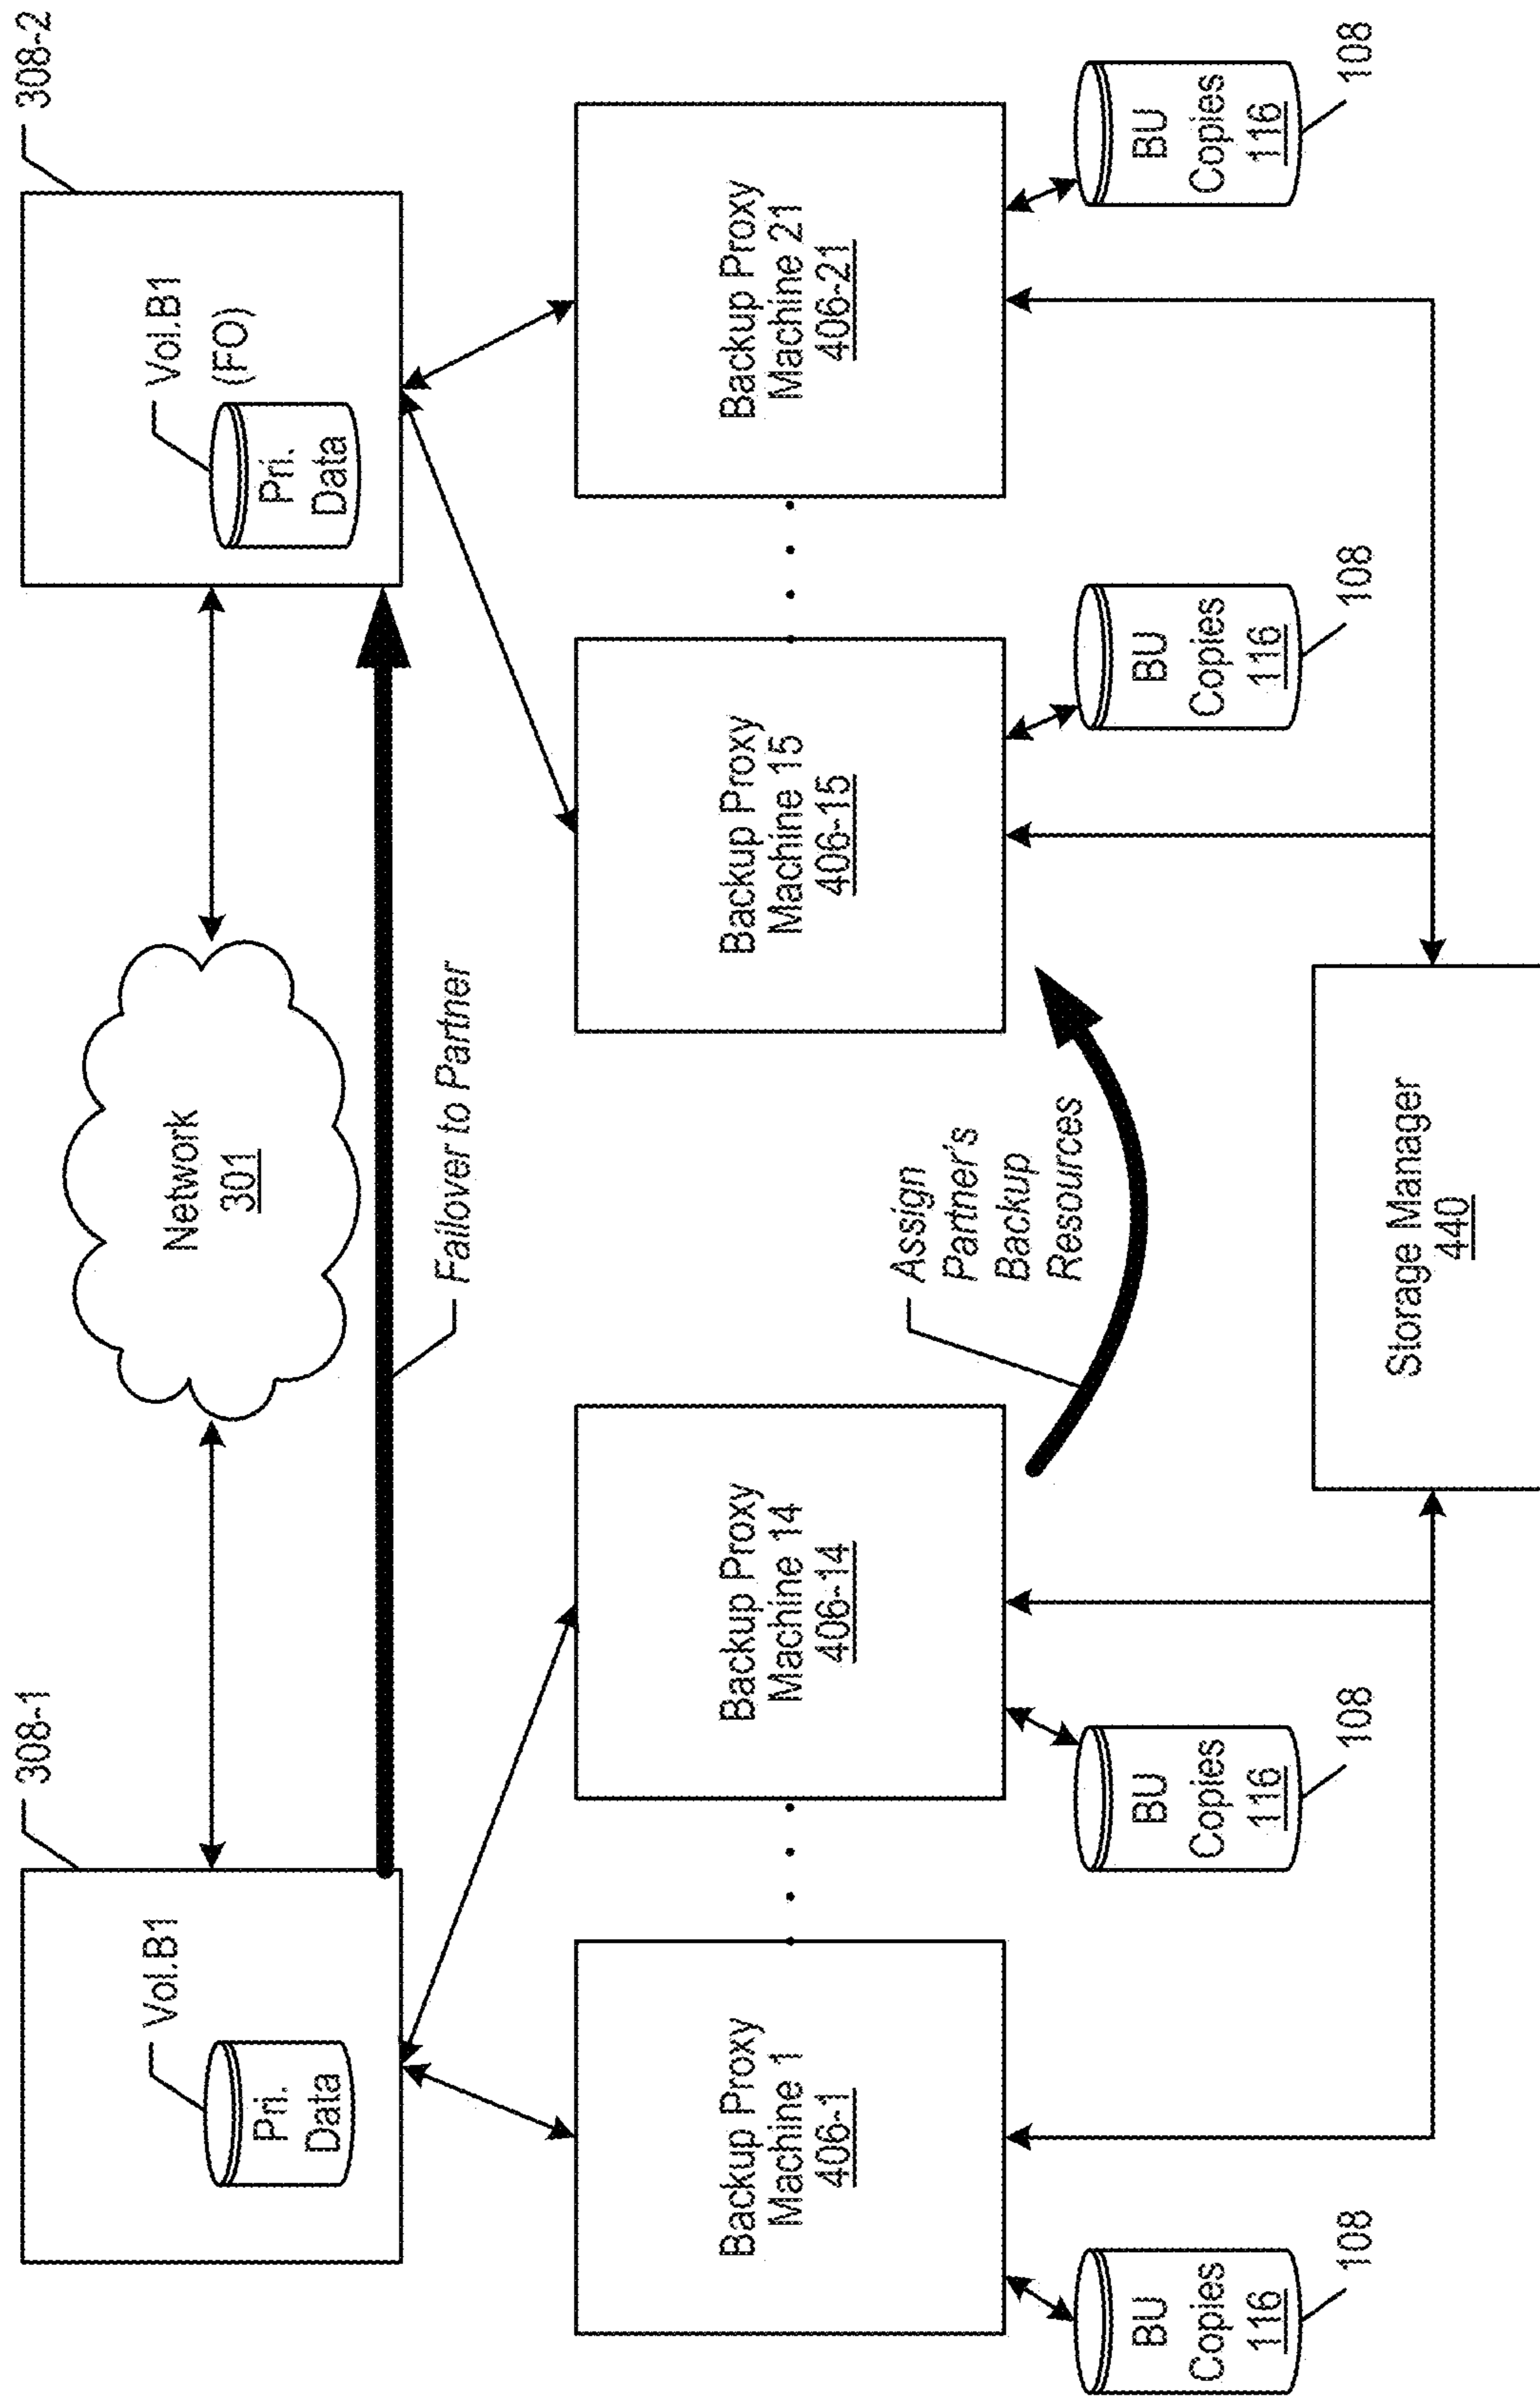 308-1
308-2
Vol.B1
Pri.
Data
Network
301
Vol.B1
(FO)
Pri.
Data
Failover to Partner
Backup Proxy
Machine 1
406-1
Backup Proxy
Machine 14
406-14
Backup Proxy
Machine 15
406-15
Backup Proxy
Machine 21
406-21
Assign
Partner's
Backup
Resources
BU
Copies
116
108
BU
Copies
116
108
BU
Copies
116
108
BU
Copies
116
108
Storage Manager
440